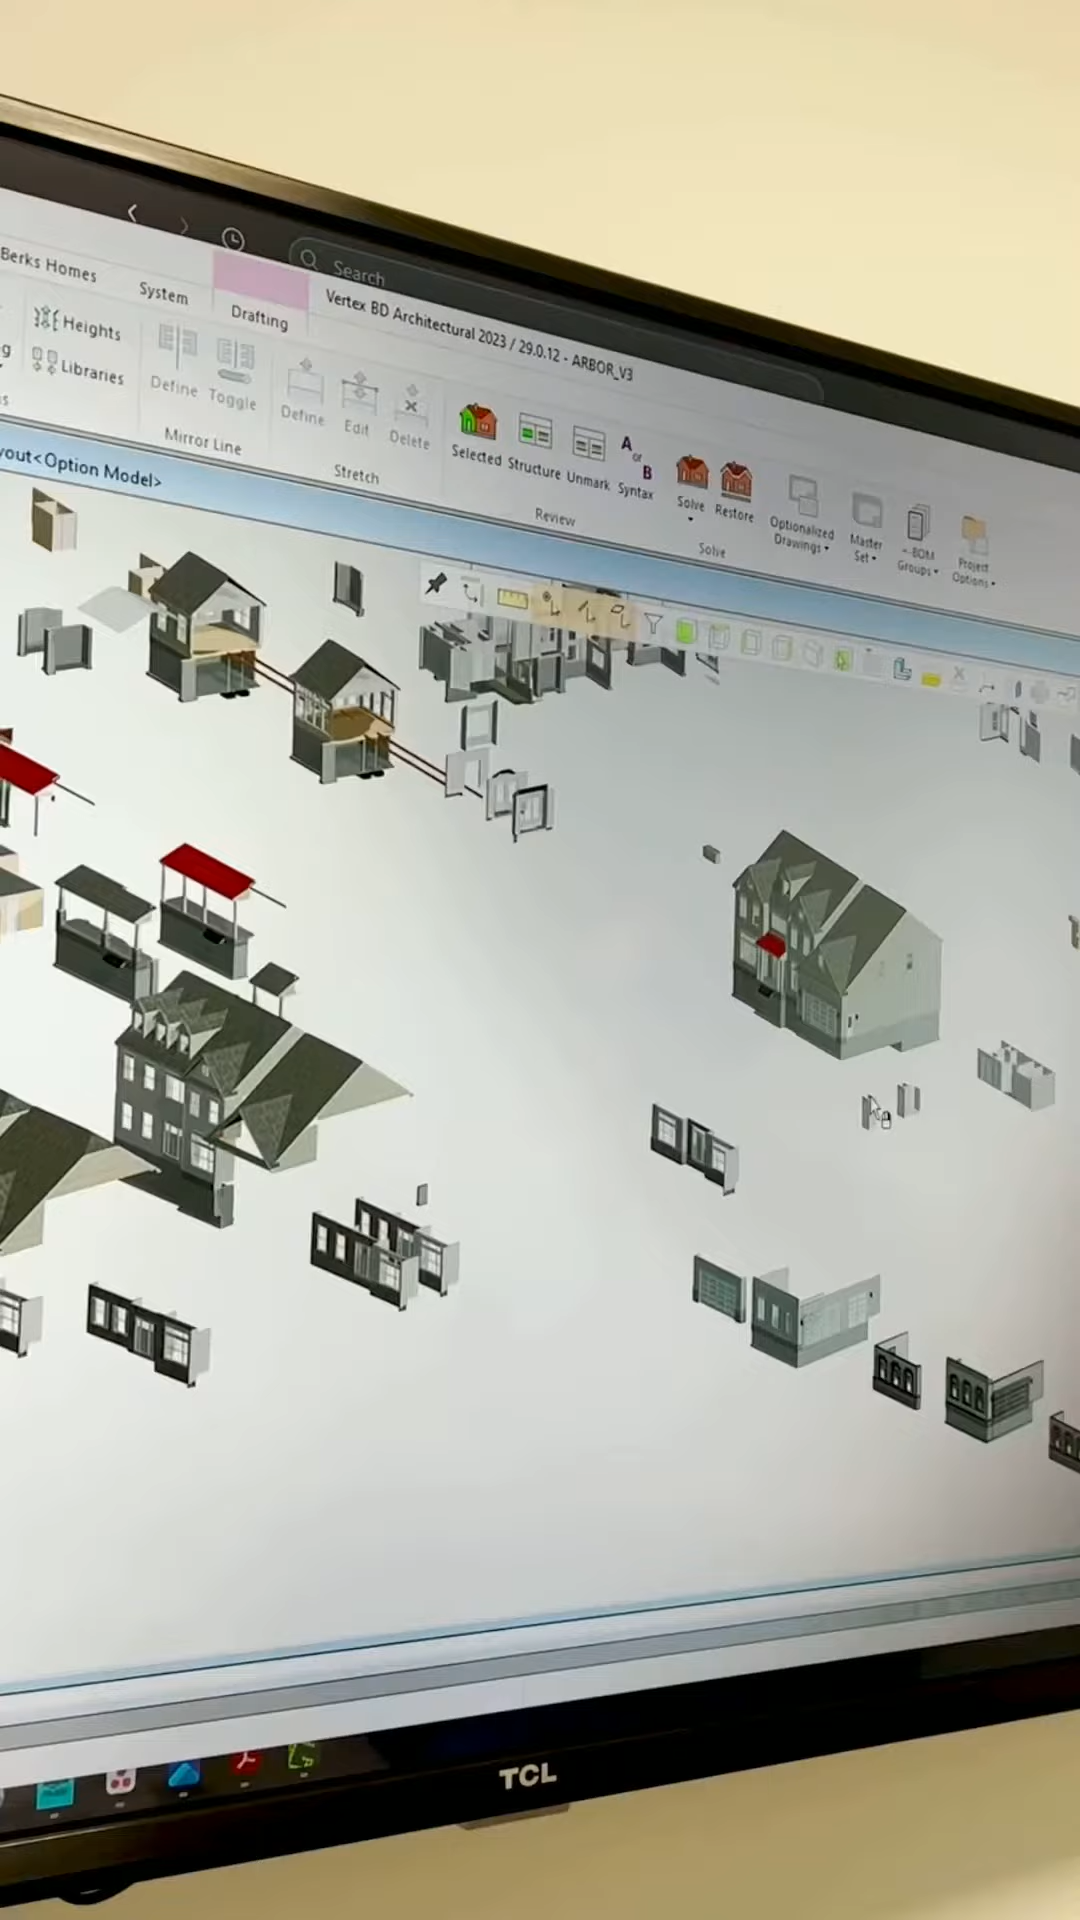 Search
Berks Homes
System
Drafting
Vertex BD Architectural 2023 / 29.0.12 - ARBOR_V3
Heights
Libraries
Define
Toggle
Mirror Line
Define
Edit
Delete
Stretch
Selected
Structure
Unmark
A or B
Syntax
Review
Solve
Restore
Solve
Optionalized
Drawings
Master
Set
BOM
Groups
Project
Options
yout<Option Model>
TCL